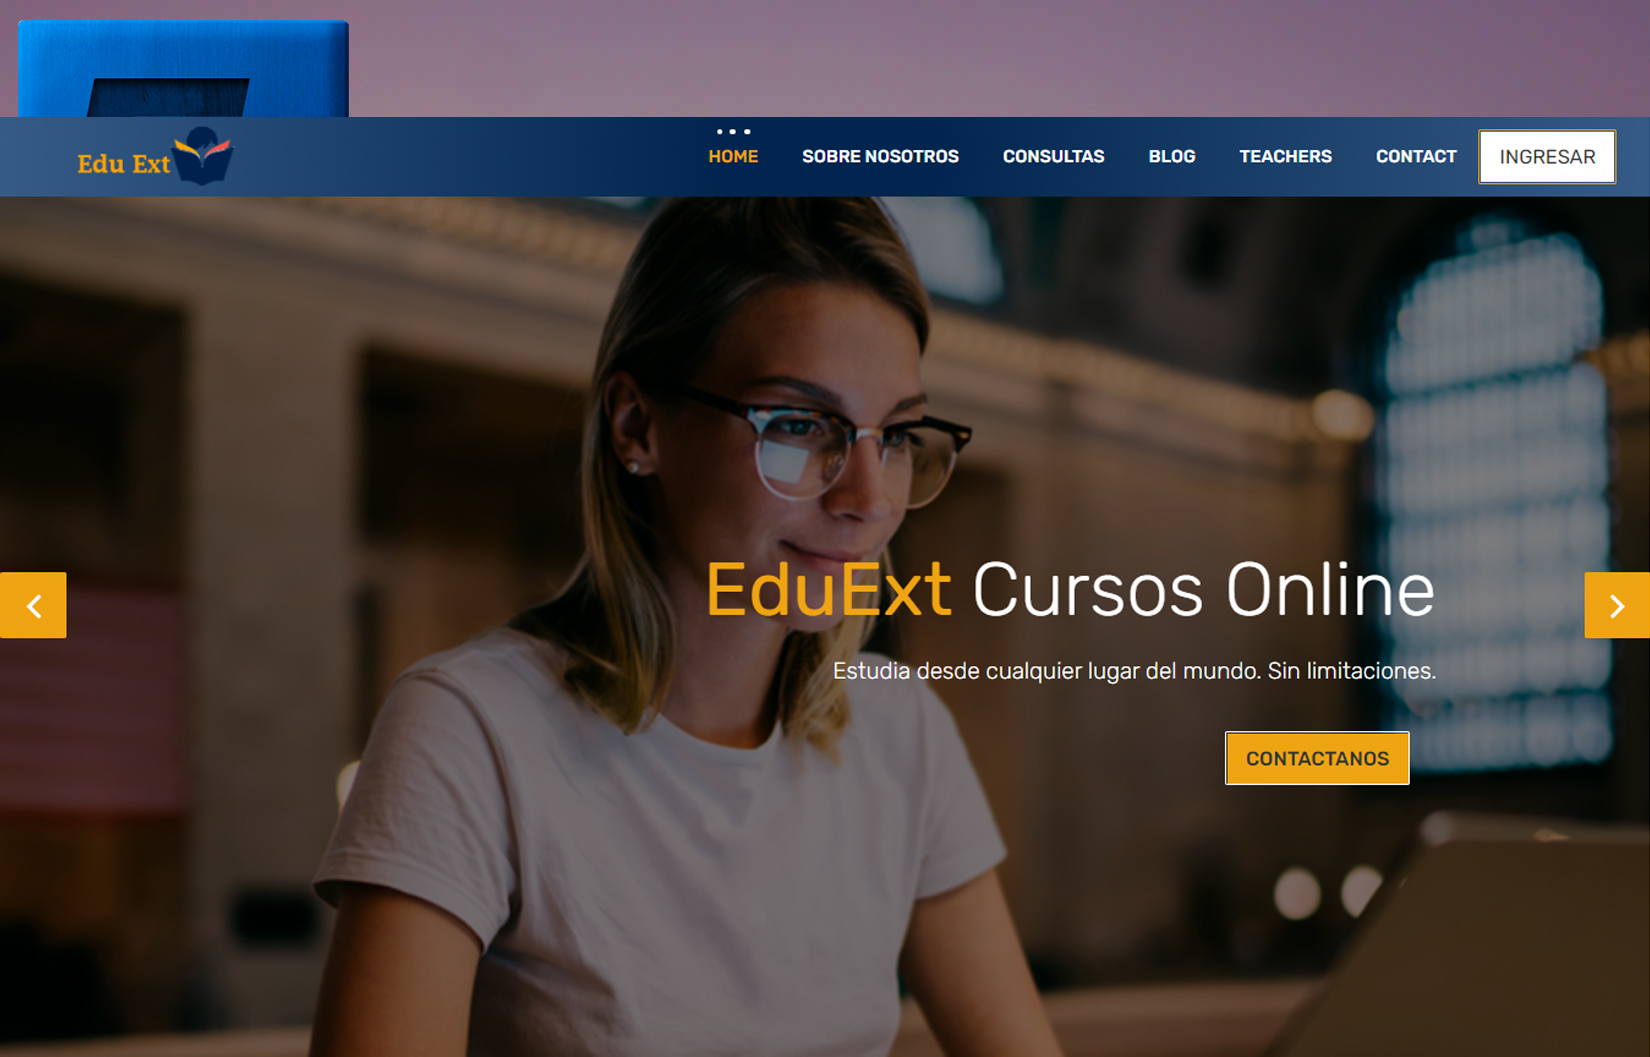 Edu Ext
HOME SOBRE NOSOTROS CONSULTAS BLOG TEACHERS CONTACT INGRESAR
EduExt Cursos Online
Estudia desde cualquier lugar del mundo. Sin limitaciones.
CONTACTANOS